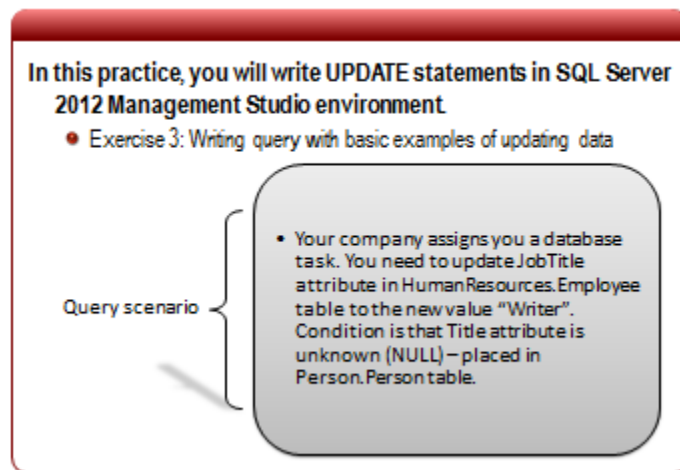 In this practice, you will write UPDATE statements in SQL Server
2012 Management Studio environment.
Exercise 3: Writing query with basic examples of updating data
Query scenario
• Your company assigns you a database
task. You need to update JobTitle
attribute in HumanResources.Employee
table to the new value “Writer”.
Condition is that Title attribute is
unknown (NULL) – placed in
Person.Person table.